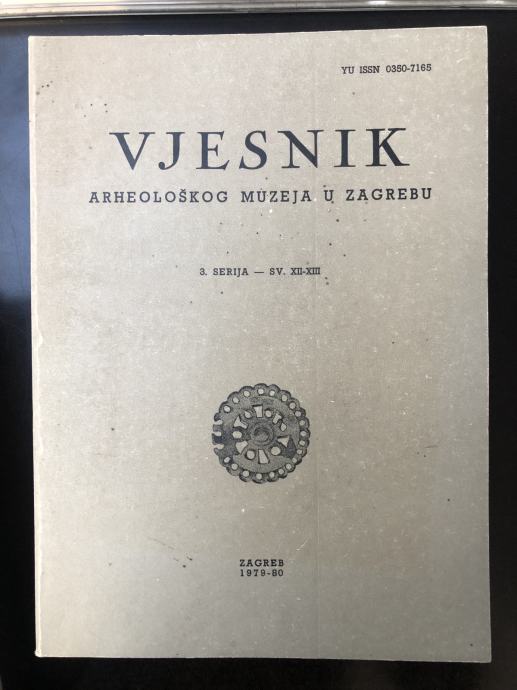 YU ISSN 0350-7165
VJESNIK
ARHEOLOŠKOG MUZEJA U ZAGREBU
3. SERIJA — SV. XII-XIII
ZAGREB
1979-80